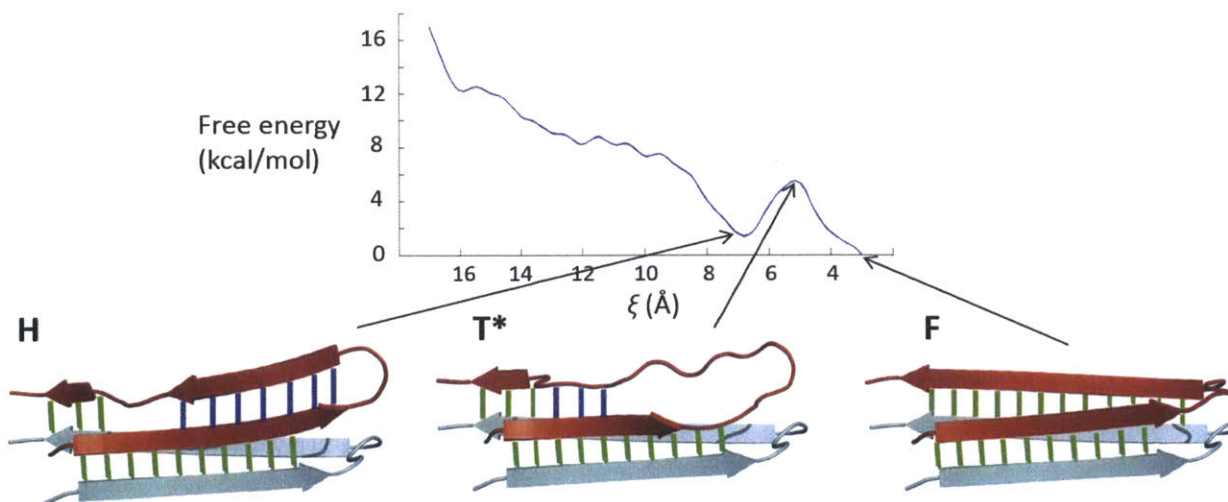 16
12
Free energy
(kcal/mol)
8
4
0
16 14 12 10 8 6 4
ξ (Å)
H
T*
F